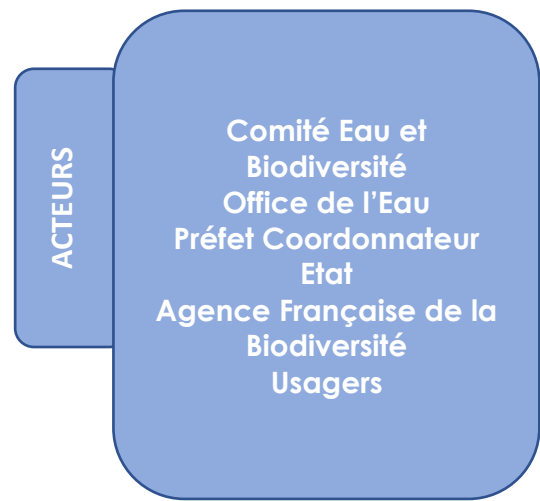 ACTEURS
Comité Eau et
Biodiversité
Office de l'Eau
Préfet Coordonnateur
Etat
Agence Française de la
Biodiversité
Usagers